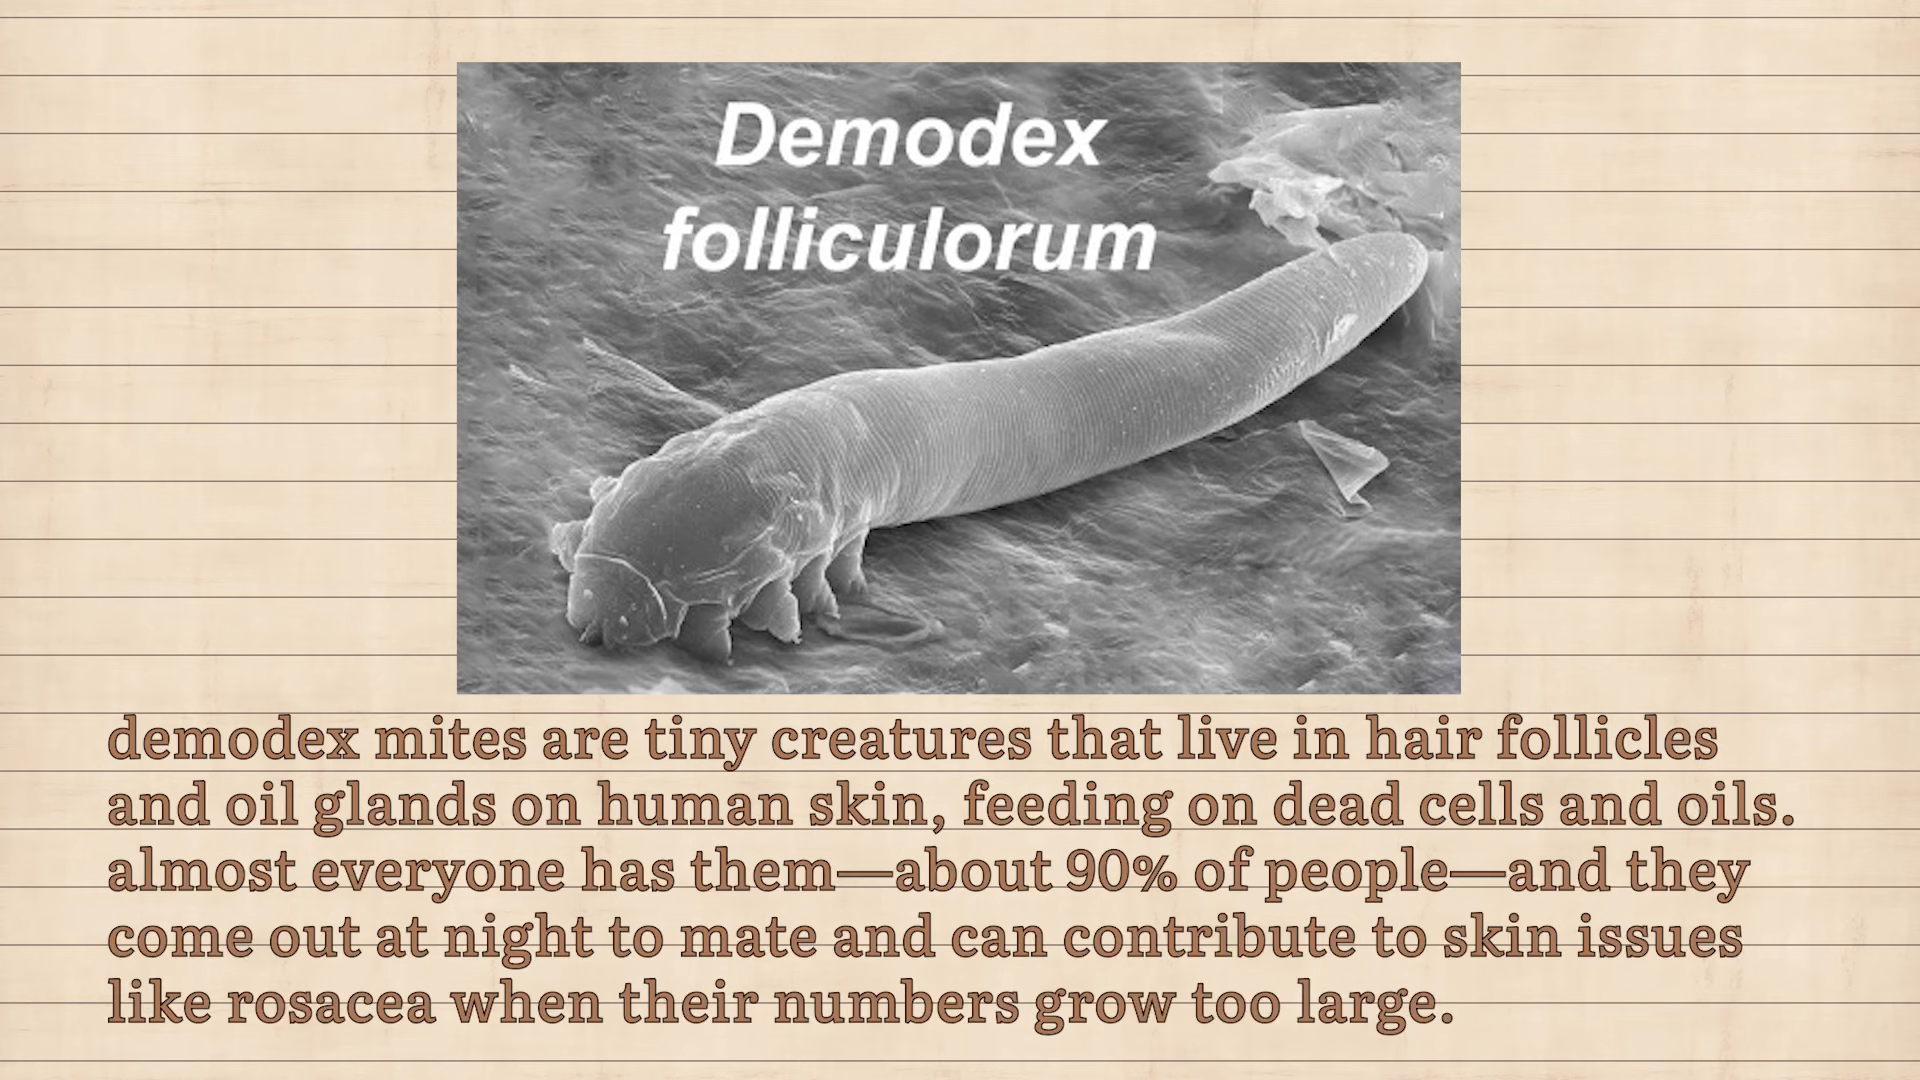 Demodex
folliculorum
demodex mites are tiny creatures that live in hair follicles
and oil glands on human skin, feeding on dead cells and oils.
almost everyone has them—about 90% of people—and they
come out at night to mate and can contribute to skin issues
like rosacea when their numbers grow too large.